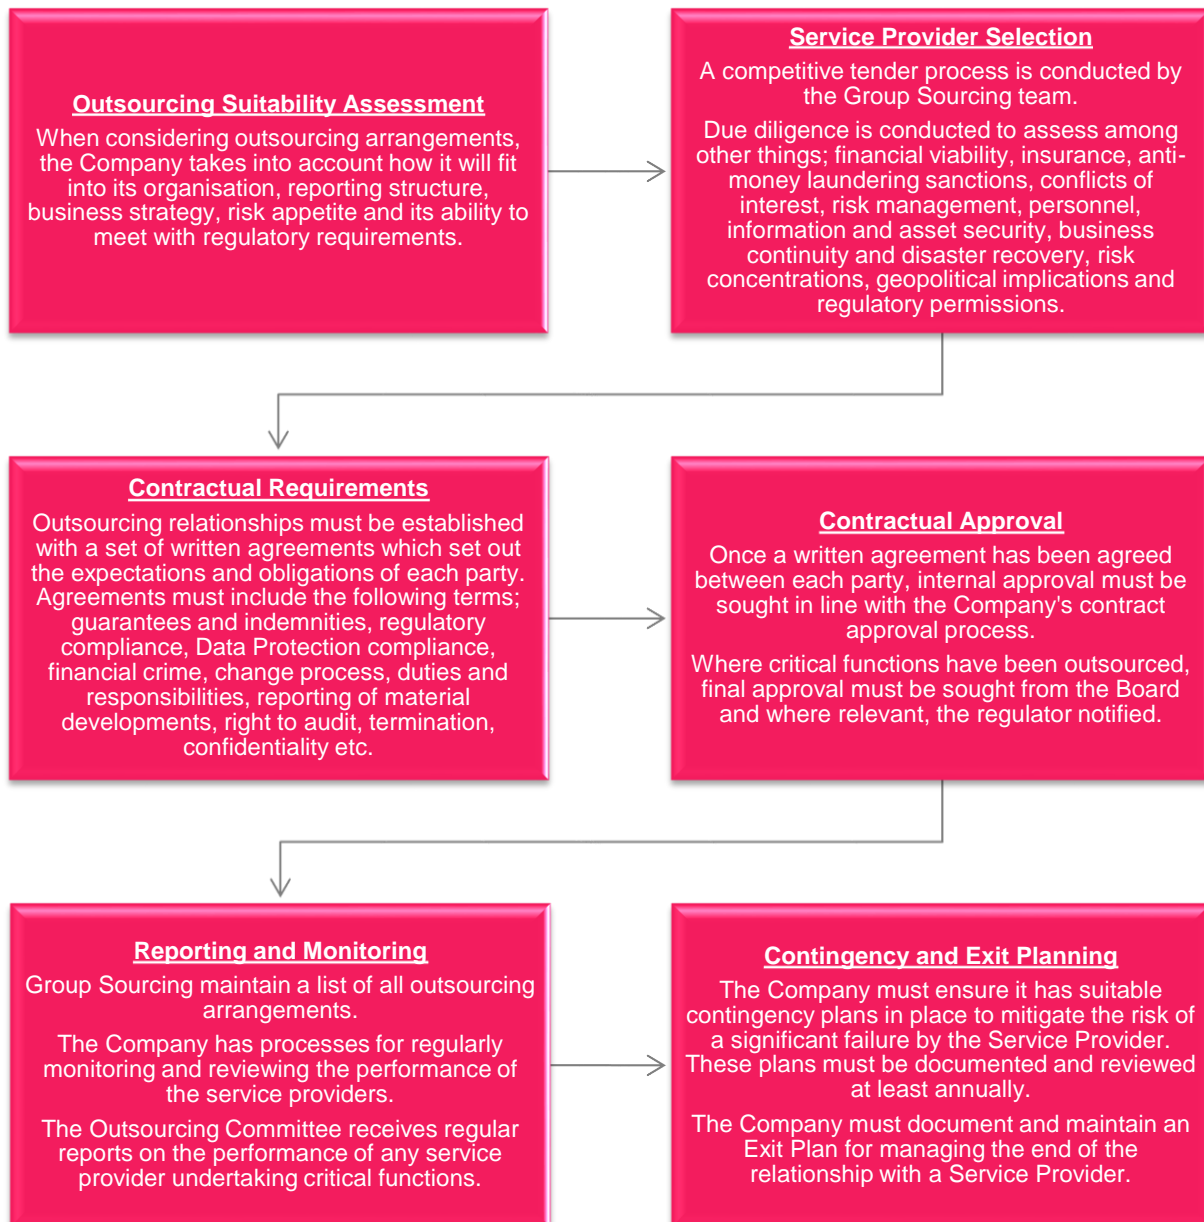 Outsourcing Suitability Assessment
When considering outsourcing arrangements,
the Company takes into account how it will fit
into its organisation, reporting structure,
business strategy, risk appetite and its ability to
meet with regulatory requirements.
Service Provider Selection
A competitive tender process is conducted by
the Group Sourcing team.
Due diligence is conducted to assess among
other things; financial viability, insurance, anti-
money laundering sanctions, conflicts of
interest, risk management, personnel,
information and asset security, business
continuity and disaster recovery, risk
concentrations, geopolitical implications and
regulatory permissions.
Contractual Requirements
Outsourcing relationships must be established
with a set of written agreements which set out
the expectations and obligations of each party.
Agreements must include the following terms;
guarantees and indemnities, regulatory
compliance, Data Protection compliance,
financial crime, change process, duties and
responsibilities, reporting of material
developments, right to audit, termination,
confidentiality etc.
Contractual Approval
Once a written agreement has been agreed
between each party, internal approval must be
sought in line with the Company's contract
approval process.
Where critical functions have been outsourced,
final approval must be sought from the Board
and where relevant, the regulator notified.
Reporting and Monitoring
Group Sourcing maintain a list of all outsourcing
arrangements.
The Company has processes for regularly
monitoring and reviewing the performance of
the service providers.
The Outsourcing Committee receives regular
reports on the performance of any service
provider undertaking critical functions.
Contingency and Exit Planning
The Company must ensure it has suitable
contingency plans in place to mitigate the risk of
a significant failure by the Service Provider.
These plans must be documented and reviewed
at least annually.
The Company must document and maintain an
Exit Plan for managing the end of the
relationship with a Service Provider.